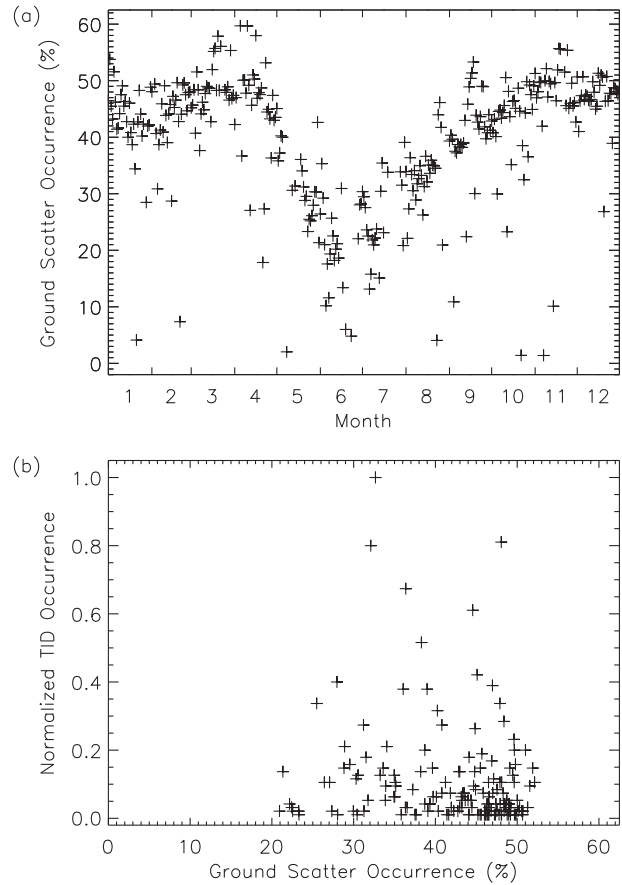 (a)
60
50
40
30
20
10
0
Ground Scatter Occurrence (%)
1 2 3 4 5 6 7 8 9 10 11 12
Month
(b)
1.0
0.8
0.6
0.4
0.2
0.0
Normalized TID Occurrence
0 10 20 30 40 50 60
Ground Scatter Occurrence (%)